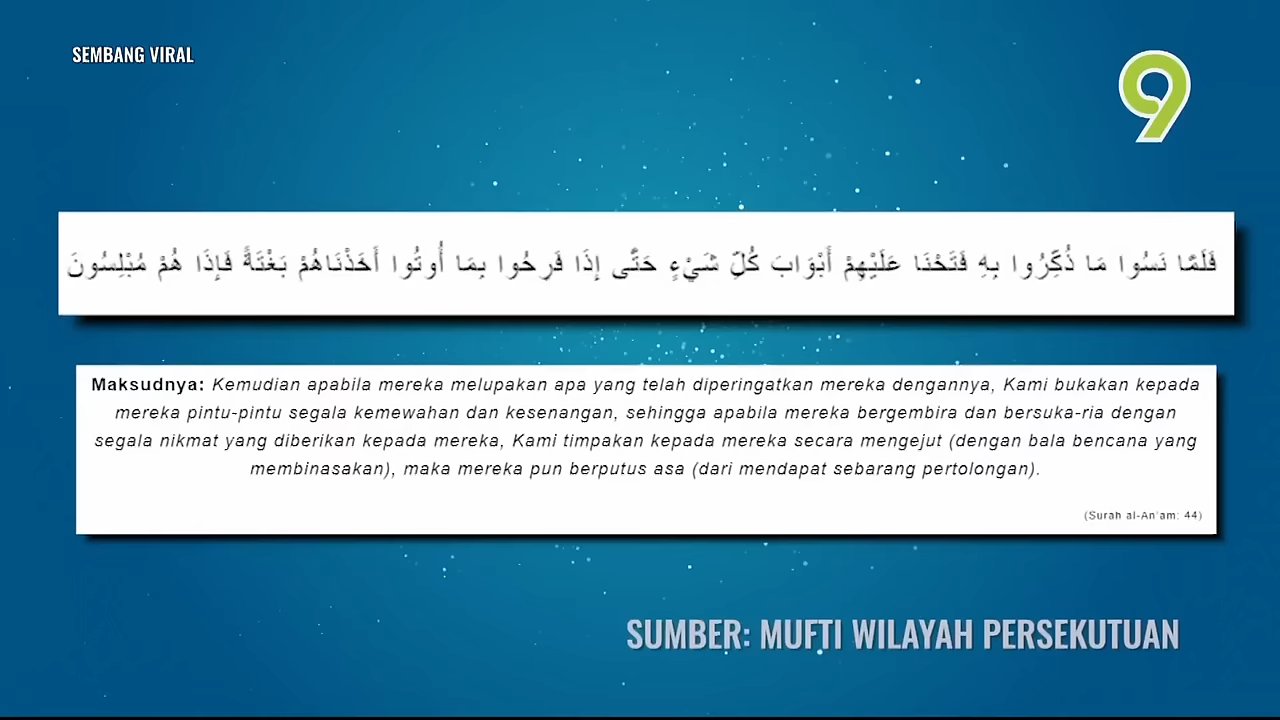 SEMBANG VIRAL
9
فَلَمَّا نَسُوا مَا ذُكِّرُوا بِهِ فَتَحْنَا عَلَيْهِمْ أَبْوَابَ كُلِّ شَيْءٍ حَتَّى إِذَا فَرِحُوا بِمَا أُوتُوا أَخَذْنَاهُمْ بَغْتَةً فَإِذَا هُمْ مُبْلِسُونَ
Maksudnya: Kemudian apabila mereka melupakan apa yang telah diperingatkan mereka dengannya, Kami bukakan kepada
mereka pintu-pintu segala kemewahan dan kesenangan, sehingga apabila mereka bergembira dan bersuka-ria dengan
segala nikmat yang diberikan kepada mereka, Kami timpakan kepada mereka secara mengejut (dengan bala bencana yang
membinasakan), maka mereka pun berputus asa (dari mendapat sebarang pertolongan).
(Surah al-An'am: 44)
SUMBER: MUFTI WILAYAH PERSEKUTUAN